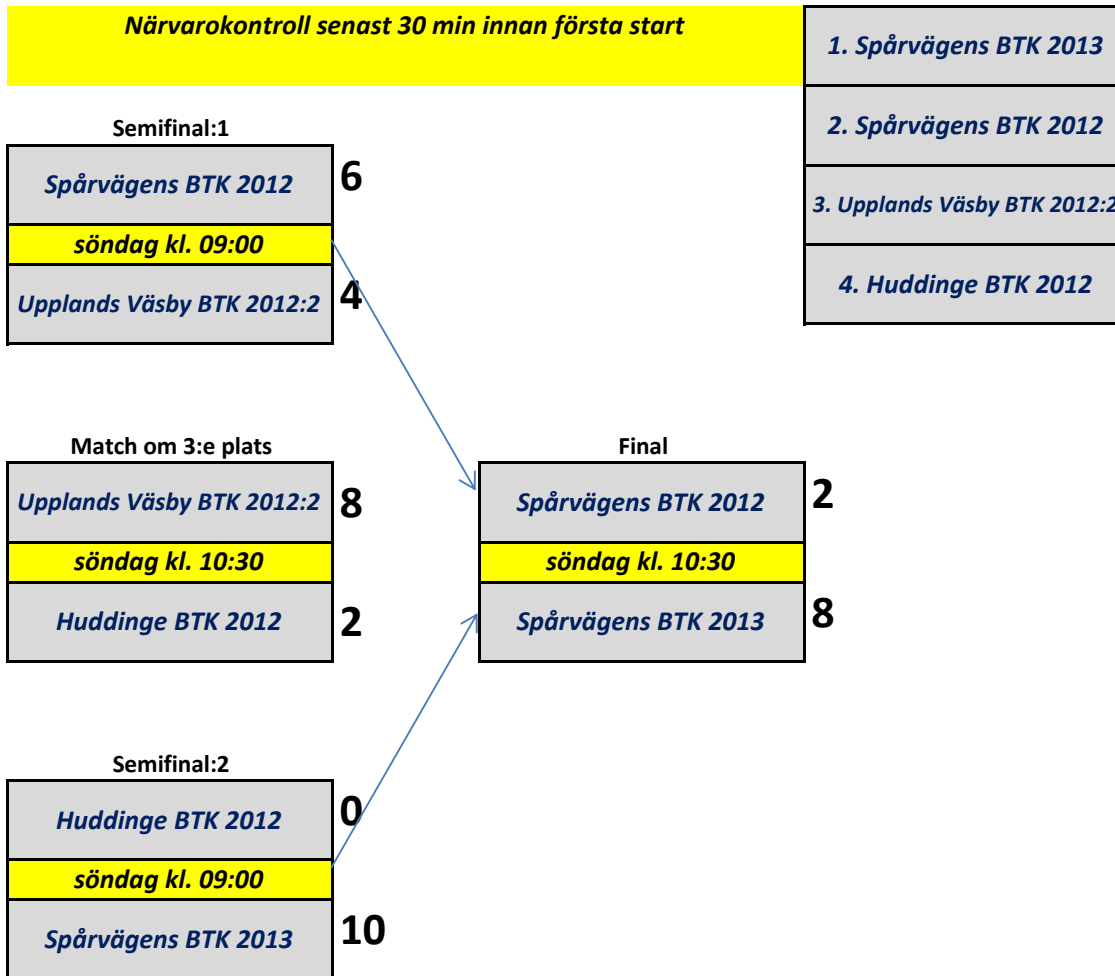 Närvarokontroll senast 30 min innan första start
1. Spårvägens BTK 2013
2. Spårvägens BTK 2012
3. Upplands Väsby BTK 2012:2
4. Huddinge BTK 2012
Semifinal:1
Spårvägens BTK 2012 6
söndag kl. 09:00
Upplands Väsby BTK 2012:2 4
Match om 3:e plats
Upplands Väsby BTK 2012:2 8
söndag kl. 10:30
Huddinge BTK 2012 2
Final
Spårvägens BTK 2012 2
söndag kl. 10:30
Spårvägens BTK 2013 8
Semifinal:2
Huddinge BTK 2012 0
söndag kl. 09:00
Spårvägens BTK 2013 10